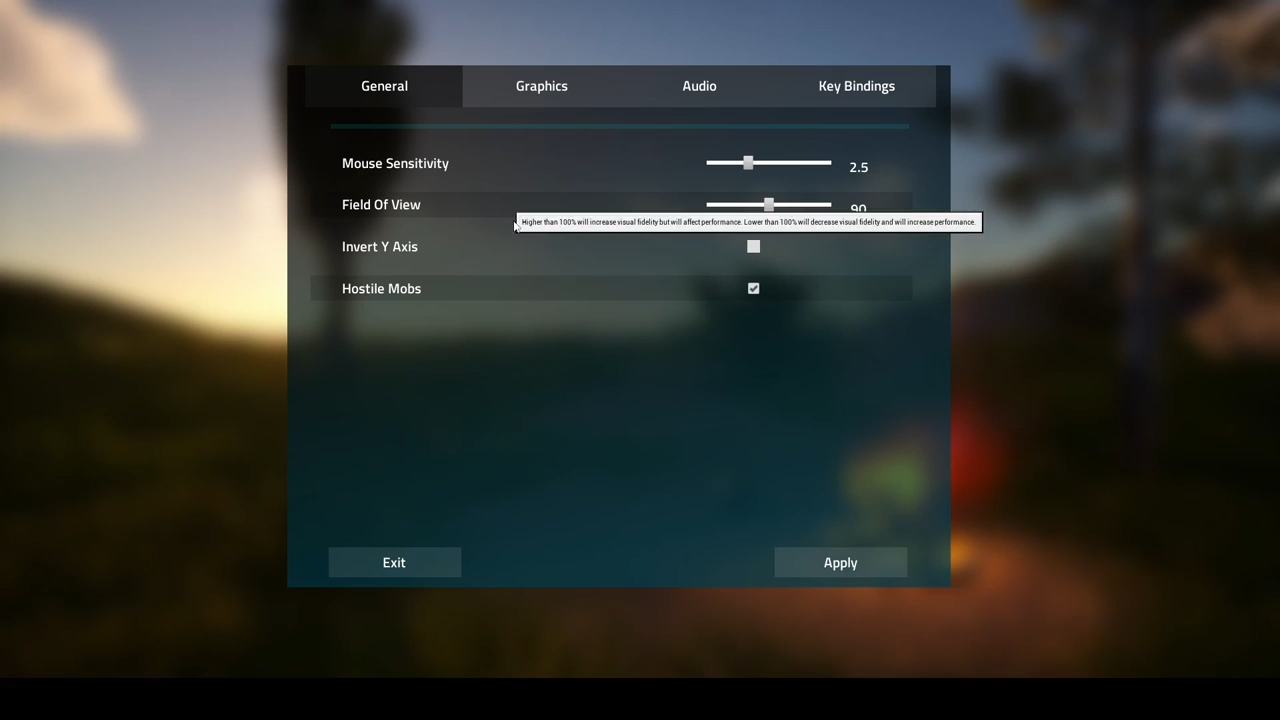 General Graphics Audio Key Bindings
Mouse Sensitivity 2.5
Field Of View 90
Higher than 100% will increase visual fidelity but will affect performance. Lower than 100% will decrease visual fidelity and will increase performance.
Invert Y Axis
Hostile Mobs
Exit Apply